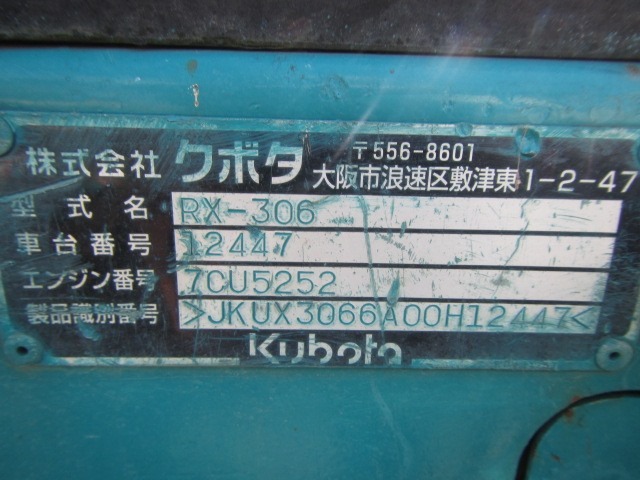 株式会社 クボタ 〒556-8601
大阪市浪速区敷津東1-2-47
型式名 RX-306
車台番号 12447
エンジン番号 7CU5252
製品識別番号 >JKUX3066A00H12447<
Kubota